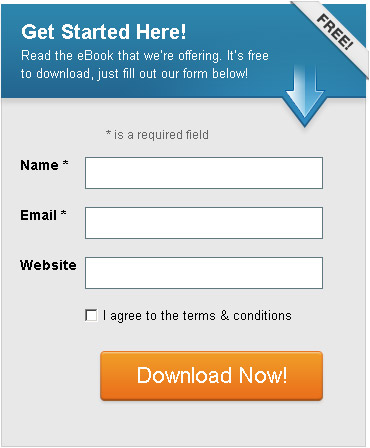 Get Started Here!
FREE!
Read the eBook that we're offering. It's free
to download, just fill out our form below!
* is a required field
Name *
Email *
Website
I agree to the terms & conditions
Download Now!